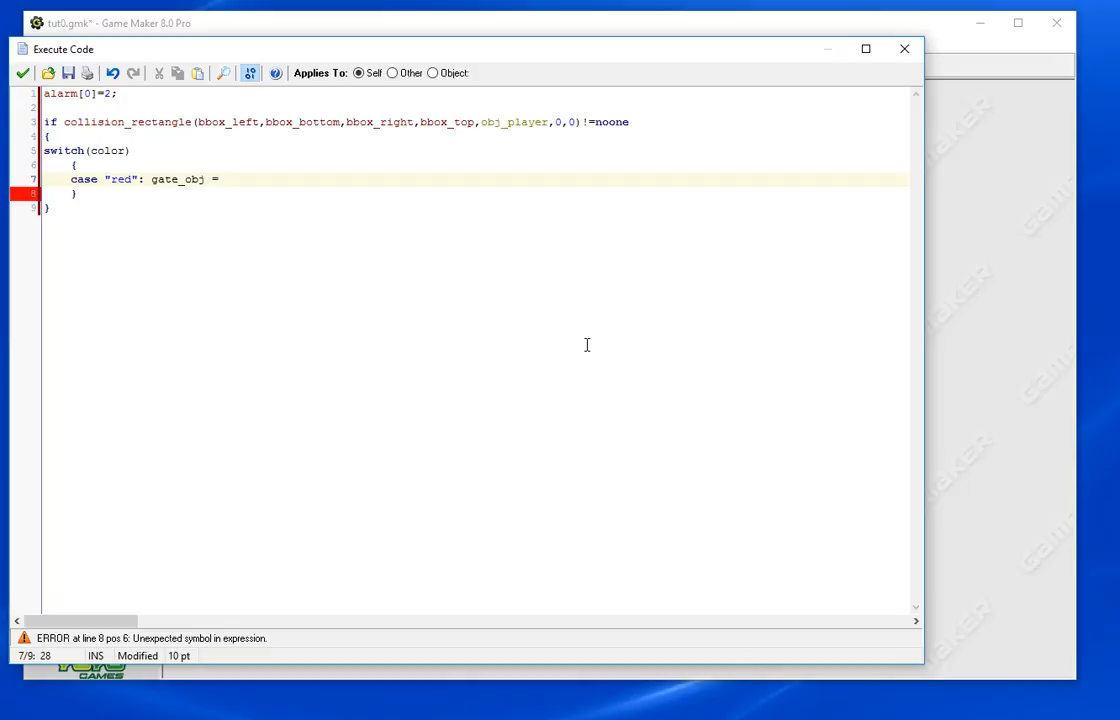 tut0.gmk* - Game Maker 8.0 Pro
Execute Code
Applies To: Self Other Object:
1 alarm[0]=2;
2
3 if collision_rectangle(bbox_left,bbox_bottom,bbox_right,bbox_top,obj_player,0,0)!=noone
4 {
5 switch(color)
6 {
7 case "red": gate_obj =
8 }
9 }
ERROR at line 8 pos 6: Unexpected symbol in expression.
7/9: 28 INS Modified 10 pt
GAMES